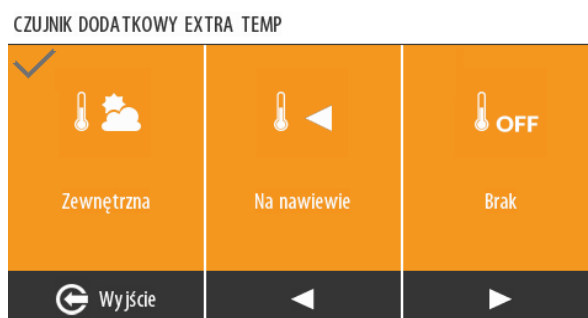 CZUJNIK DODATKOWY EXTRA TEMP
OFF
Zewnętrzna
Na nawiewie
Brak
Wyjście